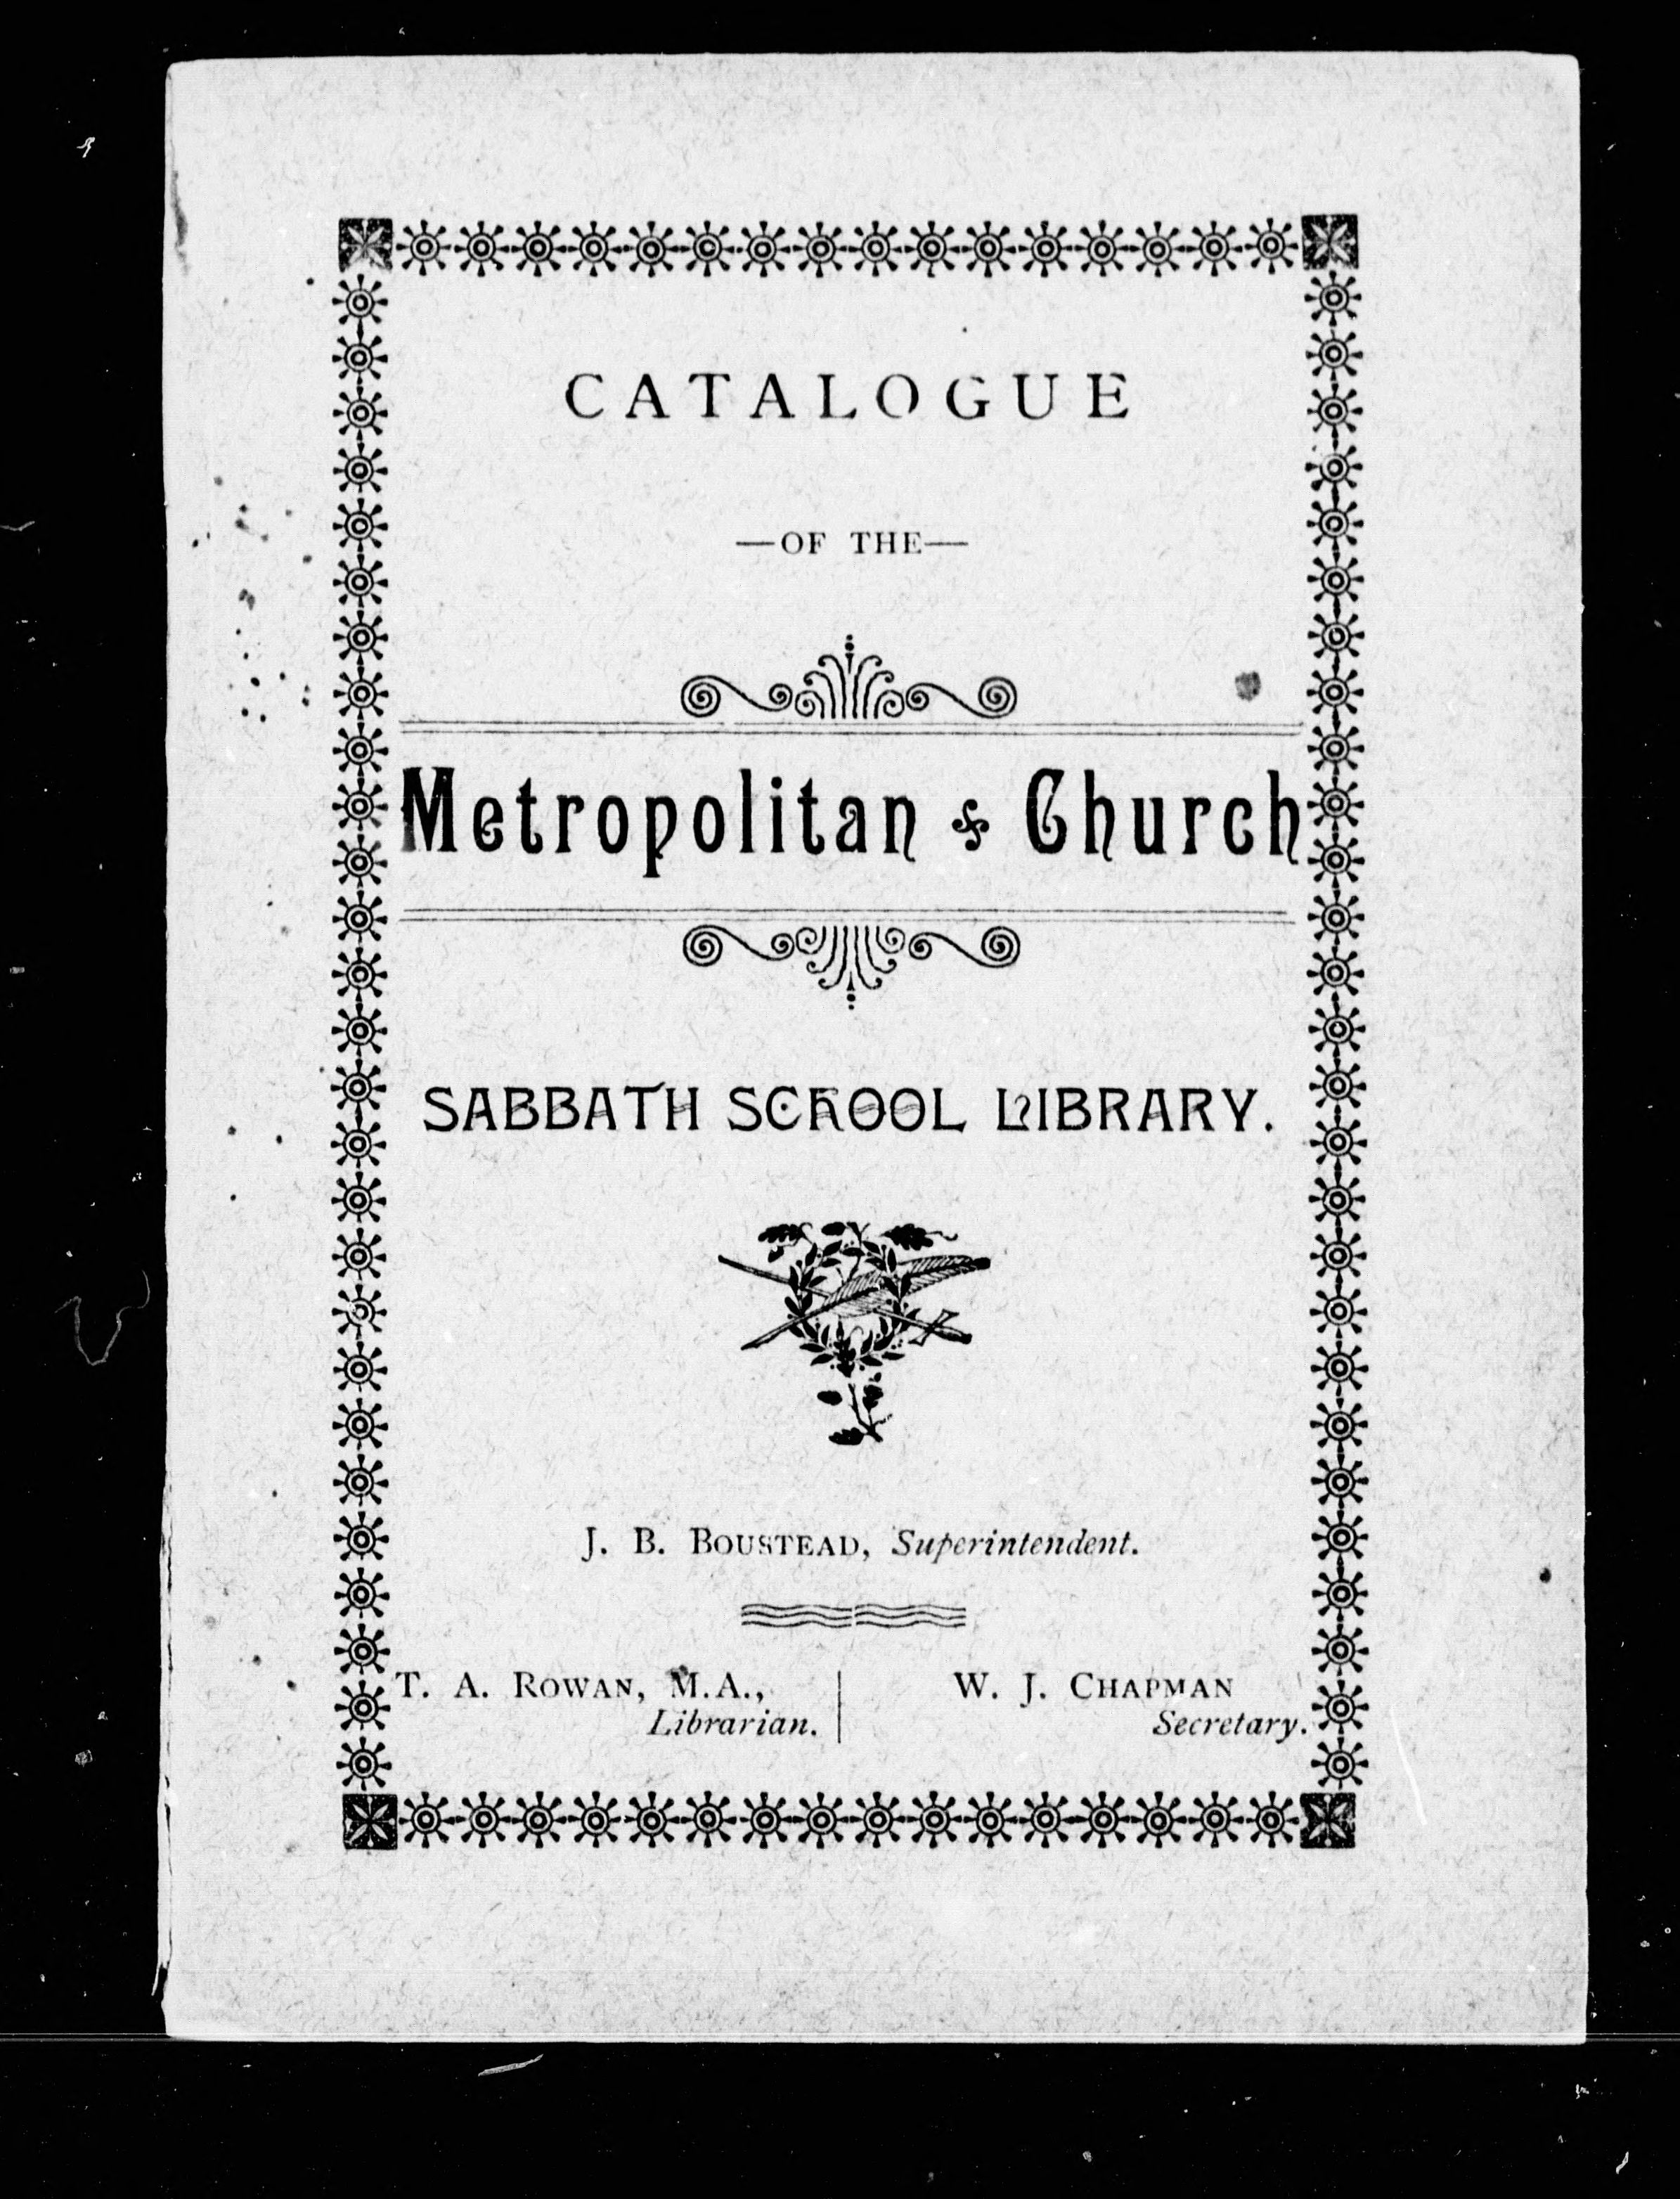 CATALOGUE
—OF THE—
Metropolitan Church
SABBATH SCHOOL LIBRARY.
J. B. BOUSTEAD, Superintendent.
T. A. ROWAN, M.A.,
Librarian.
W. J. CHAPMAN
Secretary.